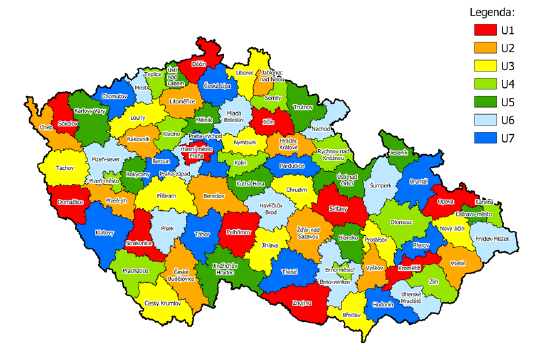 Legenda:
U1
U2
U3
U4
U5
U6
U7
Děčín
Liberec
Jablonec
nad Nisou
Teplice
Ústí
nad
Labem
Most
Chomutov
Litoměřice
Česká Lípa
Semily
Trutnov
Karlovy Vary
Sokolov
Cheb
Louny
Mělník
Mladá
Boleslav
Jičín
Náchod
Kladno
Rakovník
Praha-východ
Hlavní město
Praha
Nymburk
Hradec
Králové
Rychnov nad
Kněžnou
Jeseník
Plzeň-sever
Beroun
Praha-západ
Kolín
Pardubice
Tachov
Plzeň-město
Rokycany
Kutná Hora
Chrudim
Ústí nad
Orlicí
Šumperk
Bruntál
Opava
Karviná
Ostrava-město
Domažlice
Plzeň-jih
Příbram
Benešov
Havlíčkův
Brod
Svitavy
Olomouc
Nový Jičín
Frýdek-Místek
Klatovy
Strakonice
Písek
Tábor
Pelhřimov
Jihlava
Žďár nad
Sázavou
Blansko
Prostějov
Přerov
Vsetín
Prachatice
České
Budějovice
Jindřichův
Hradec
Třebíč
Brno-město
Brno-venkov
Vyškov
Kroměříž
Zlín
Český Krumlov
Znojmo
Břeclav
Hodonín
Uherské
Hradiště